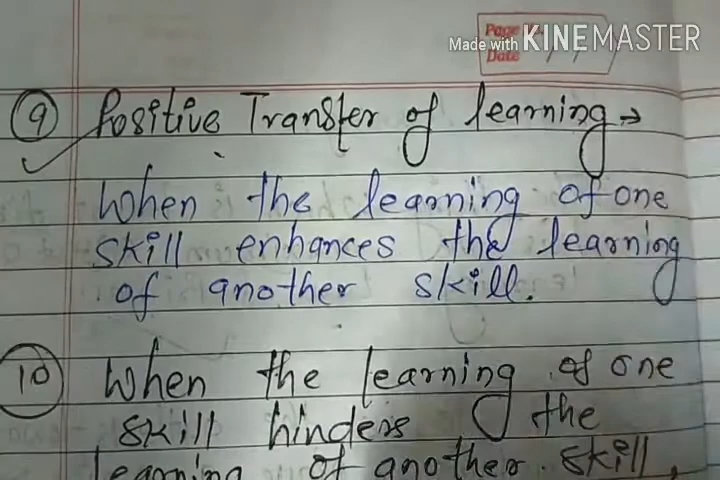 Page
Date
Made with KINEMASTER
9 Positive Transfer of learning →
When the learning of one
skill enhances the learning
of another skill.
10 When the learning of one
skill hinders the
learning of another skill,